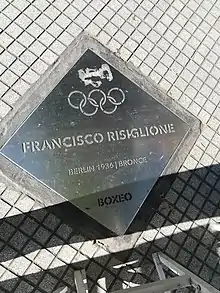 FRANCISCO RISIGLIONE
BERLIN 1936 | BRONCE
BOXEO